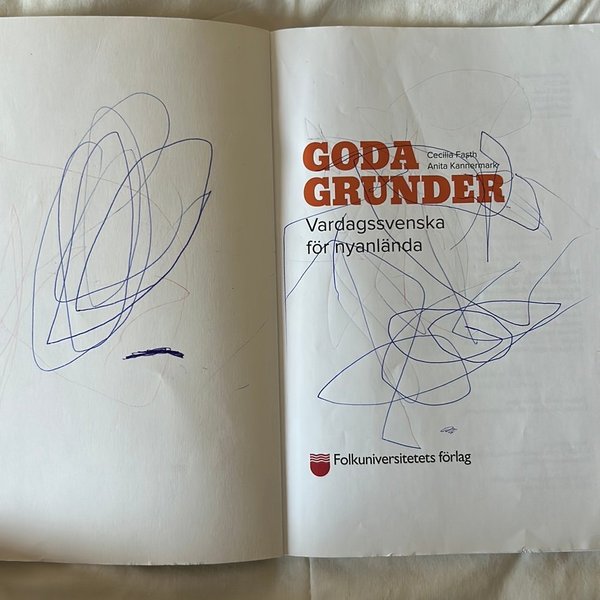 GODA
GRUNDER
Cecilia Fasth
Anita Kannermark
Vardagssvenska
för nyanlända
Folkuniversitetets förlag